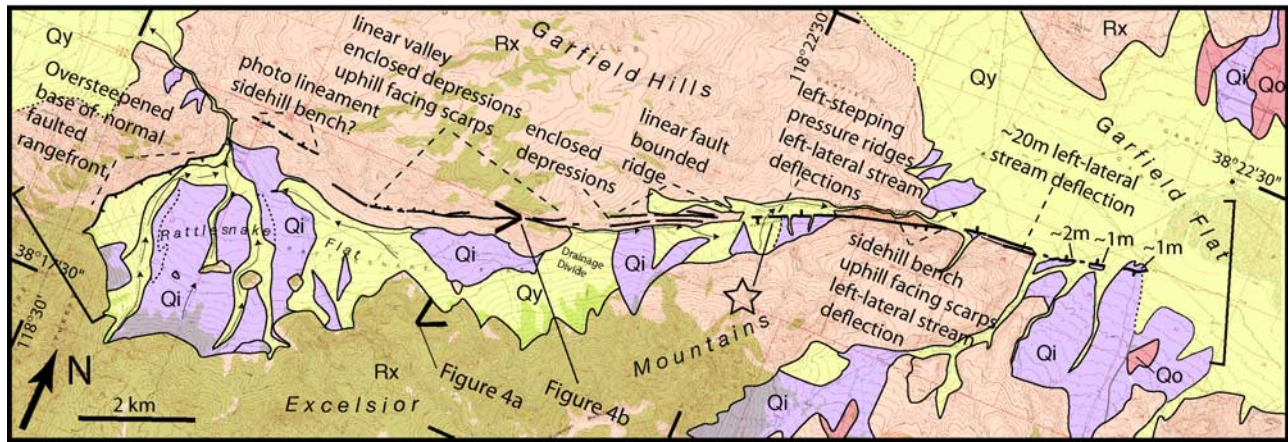 Qy
Oversteepened
base of normal
faulted
rangefront
photo lineament
sidehill bench?
linear valley
enclosed depressions
uphill facing scarps
Rx
Garfield Hills
enclosed
depressions
linear fault
bounded
ridge
118°22'30"
left-stepping
pressure ridges
left-lateral stream
deflections
Rx
Qy
Qi
Qo
Garfield Flat
38°22'30"
~20m left-lateral
stream deflection
~2m
~1m
~1m
Rattlesnake
Flat
Qi
Qi
Qi
Qi
Drainage
Divide
Qy
sidehill bench
uphill facing scarps
left-lateral stream
deflection
38°17'30"
118°30'
N
2 km
Rx
Excelsior
Mountains
Figure 4a
Figure 4b
Qi
Qi
Qo